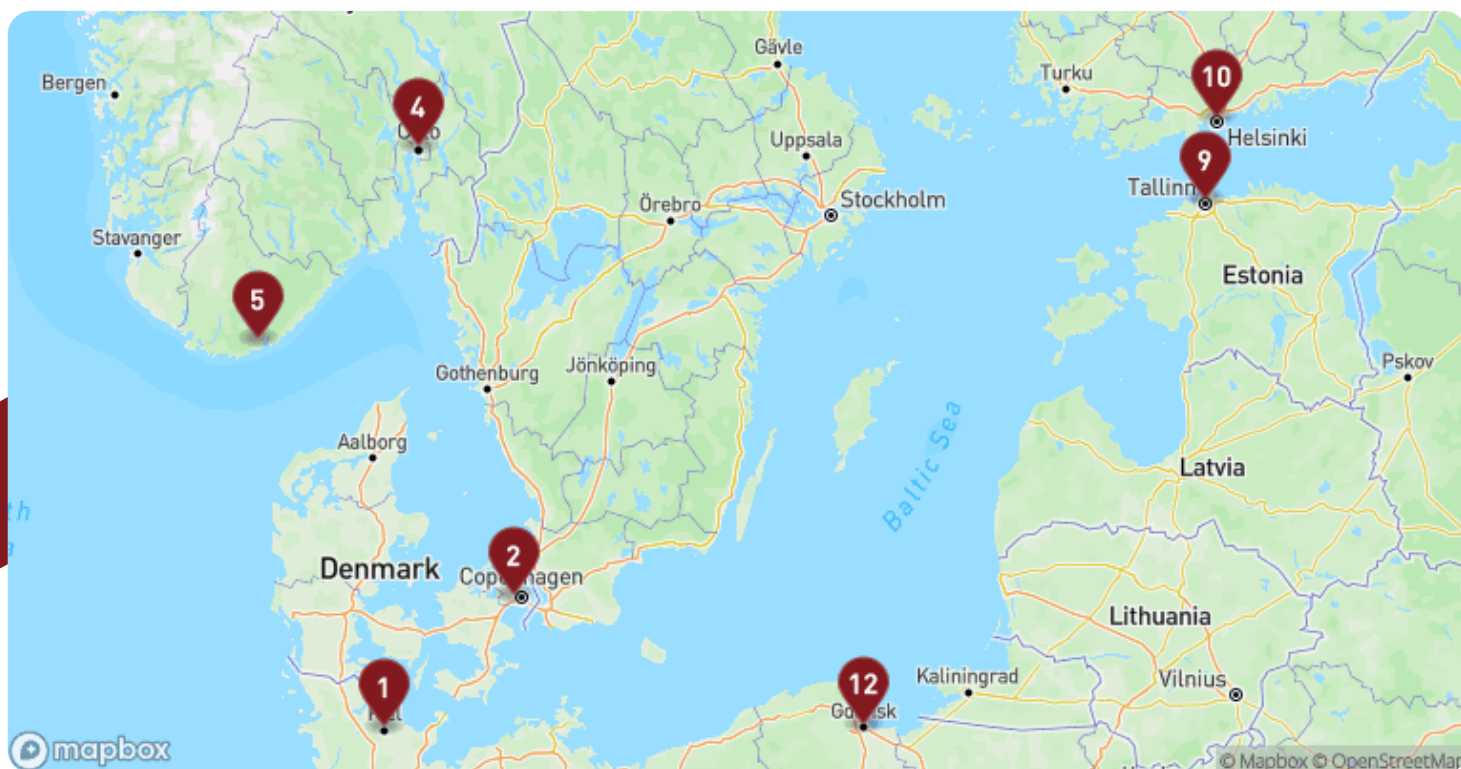 Gävle
Bergen
Turku
10
4
Helsinki
Uppsala
9
Tallinn
Örebro
Stockholm
Stavanger
Estonia
5
Pskov
Jönköping
Gothenburg
Aalborg
Baltic Sea
Latvia
2
Denmark
Copenhagen
Lithuania
1
12
Kaliningrad
Vilnius
Gdansk
mapbox
© Mapbox © OpenStreetMap